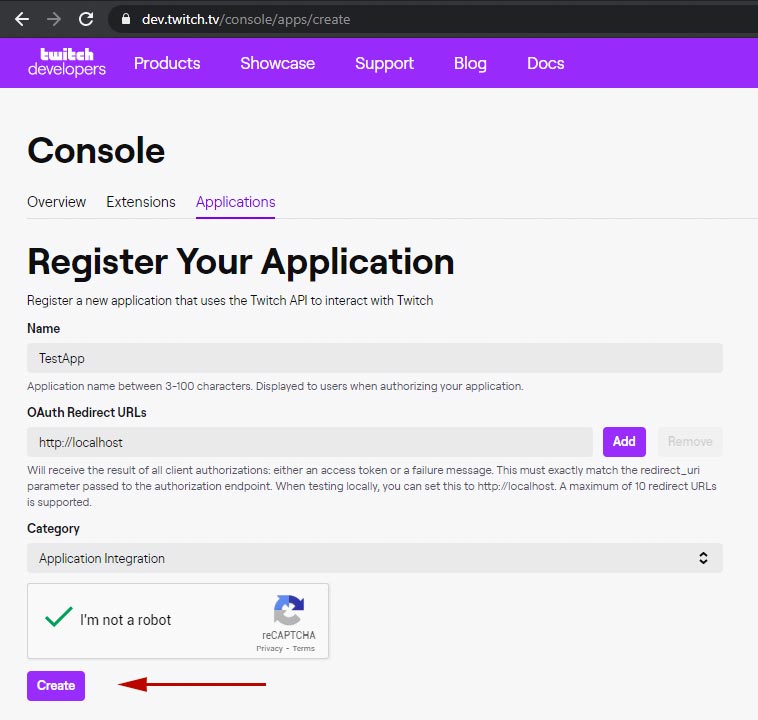 dev.twitch.tv/console/apps/create
twitch
developers
Products
Showcase
Support
Blog
Docs
Console
Overview
Extensions
Applications
Register Your Application
Register a new application that uses the Twitch API to interact with Twitch
Name
TestApp
Application name between 3-100 characters. Displayed to users when authorizing your application.
OAuth Redirect URLs
http://localhost
Add
Remove
Will receive the result of all client authorizations: either an access token or a failure message. This must exactly match the redirect_uri
parameter passed to the authorization endpoint. When testing locally, you can set this to http://localhost. A maximum of 10 redirect URLs
is supported.
Category
Application Integration
I'm not a robot
reCAPTCHA
Privacy - Terms
Create